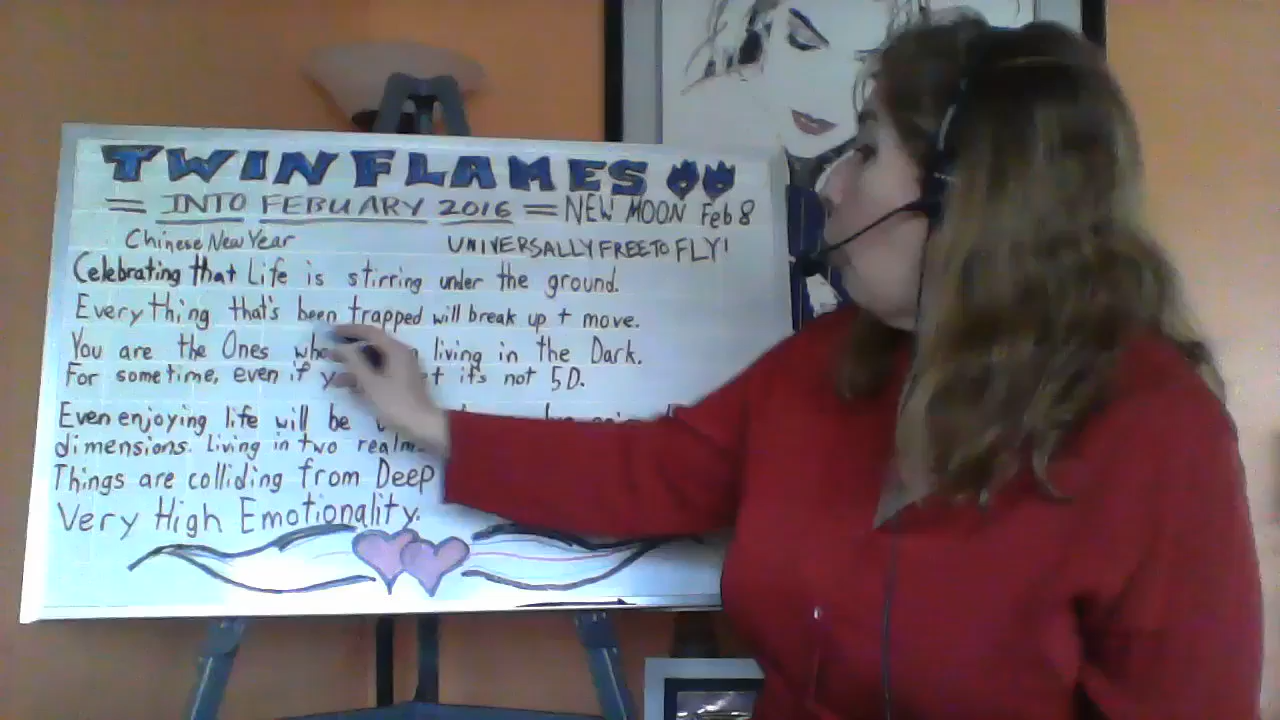 TWIN FLAMES
= INTO FEBUARY 2016 = NEW MOON Feb 8
Chinese New Year UNIVERSALLY FREE TO FLY!
Celebrating that Life is stirring under the ground.
Everything that's been trapped will break up + move.
You are the Ones who living in the Dark.
For sometime, even if its not 5D.
Even enjoying life will be
dimensions. Living in two
Things are colliding from Deep
Very High Emotionality.